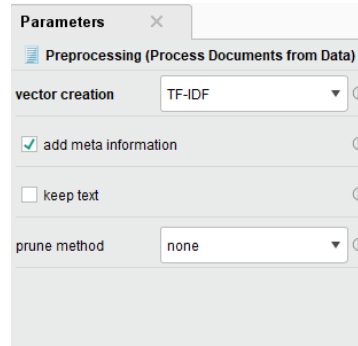 Parameters
Preprocessing (Process Documents from Data)
vector creation TF-IDF
add meta information
keep text
prune method none